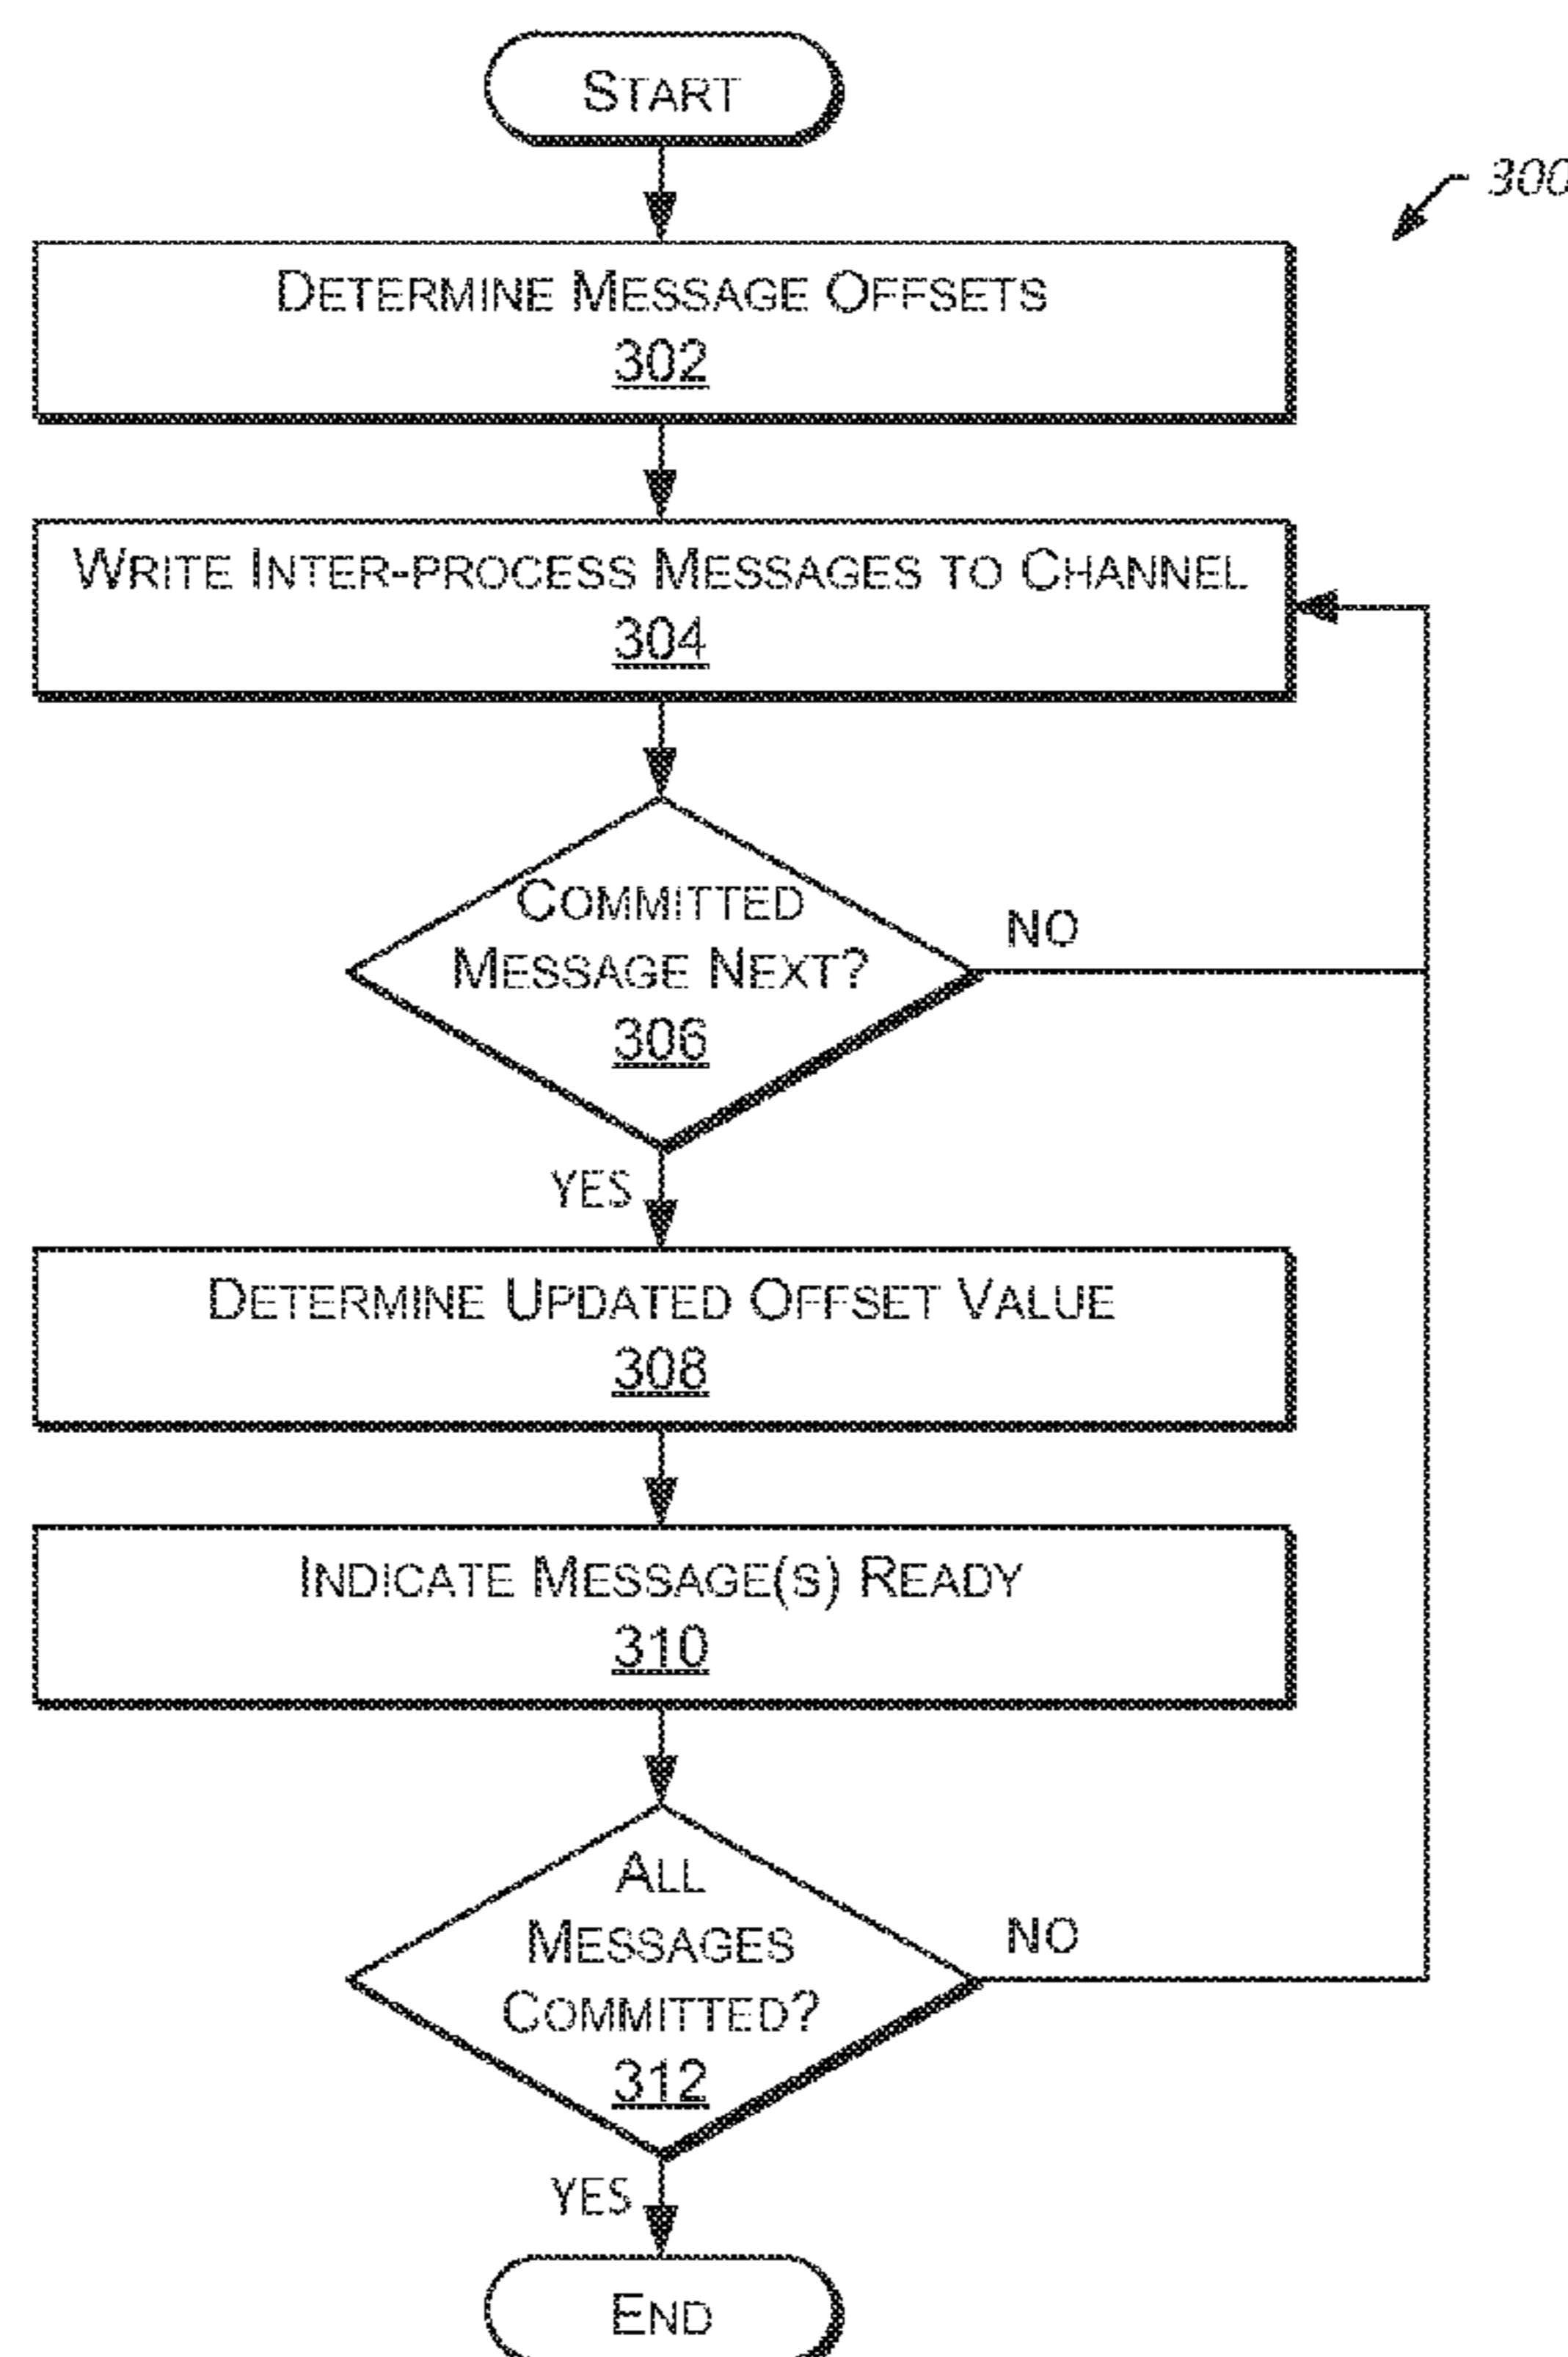 START
300
DETERMINE MESSAGE OFFSETS
302
WRITE INTER-PROCESS MESSAGES TO CHANNEL
304
COMMITTED
MESSAGE NEXT?
306
NO
YES
DETERMINE UPDATED OFFSET VALUE
308
INDICATE MESSAGE(S) READY
310
ALL
MESSAGES
COMMITTED?
312
NO
YES
END